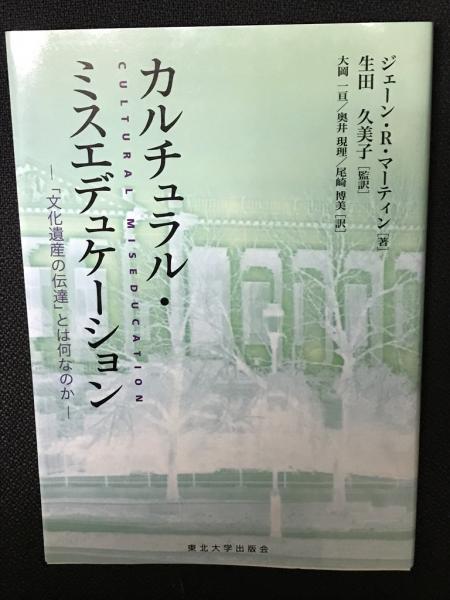 ジェーン・R・マーティン[著]
生田 久美子[監訳]
大岡 一亘/奥井 現理/尾崎 博美[訳]
カルチュラル・
ミスエデュケーション
CULTURAL MISEDUCATION
―「文化遺産の伝達」とは何なのか―
東北大学出版会